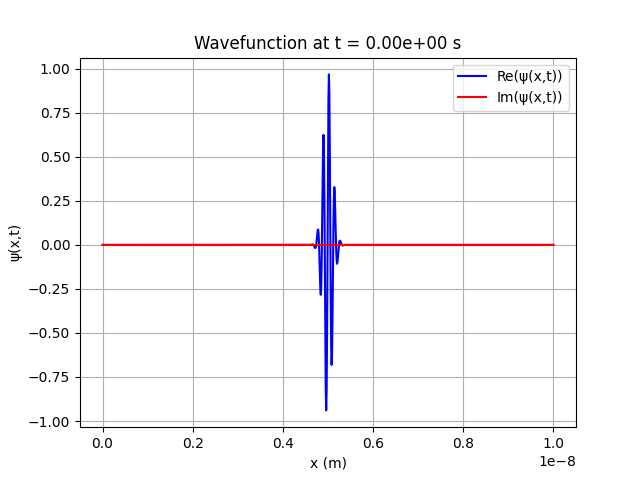 Wavefunction at t = 0.00e+00 s
Re(ψ(x,t))
Im(ψ(x,t))
ψ(x,t)
1.00
0.75
0.50
0.25
0.00
−0.25
−0.50
−0.75
−1.00
0.0 0.2 0.4 0.6 0.8 1.0
1e−8
x (m)